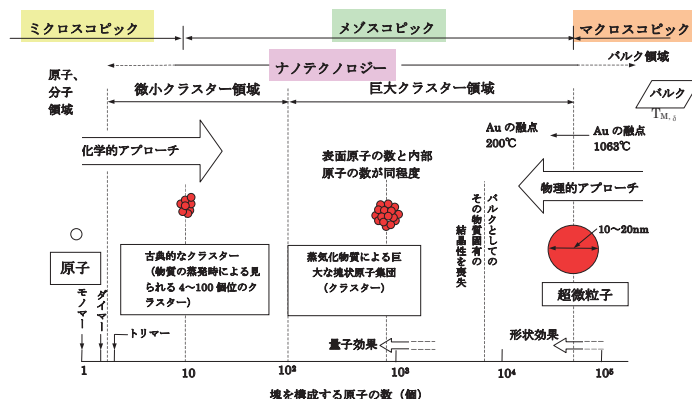 ミクロスコピック
メゾスコピック
マクロスコピック
ナノテクノロジー
バルク領域
原子、
分子
領域
微小クラスター領域
巨大クラスター領域
バルク
TM, δ
化学的アプローチ
Au の融点
200℃
Au の融点
1063℃
表面原子の数と内部
原子の数が同程度
物理的アプローチ
バルクとしての
その物質固有の
結晶性を喪失
10~20nm
原子
古典的なクラスター
(物質の蒸発時による見
られる 4~100 個位のク
ラスター)
蒸気化物質による巨
大な塊状原子集団
(クラスター)
超微粒子
モノマー
ダイマー
トリマー
量子効果
形状効果
1
10
10²
10³
10⁴
10⁵
塊を構成する原子の数(個)